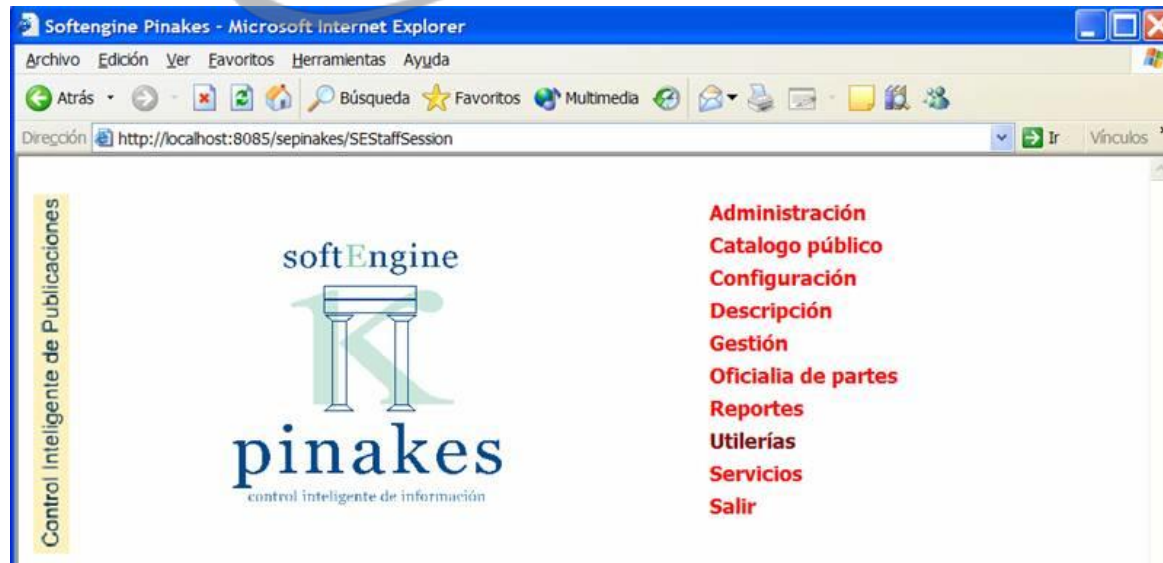 Softengine Pinakes - Microsoft Internet Explorer
Archivo Edición Ver Favoritos Herramientas Ayuda
Atrás Búsqueda Favoritos Multimedia
Dirección http://localhost:8085/sepinakes/SEStaffSession Ir Vínculos »
Control Inteligente de Publicaciones
softEngine
pinakes
control inteligente de información
Administración
Catalogo público
Configuración
Descripción
Gestión
Oficialia de partes
Reportes
Utilerías
Servicios
Salir